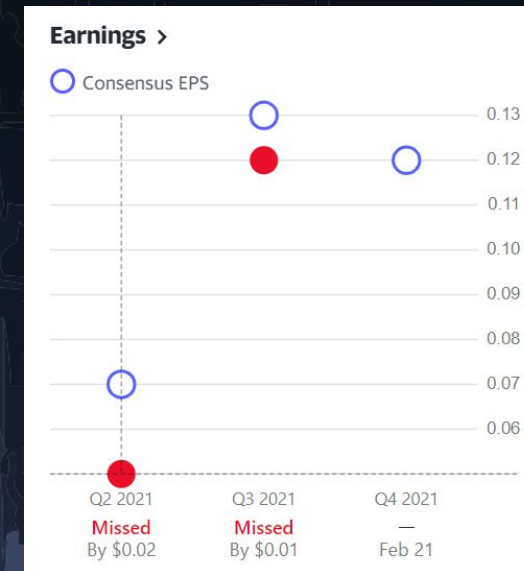 Earnings >
Consensus EPS
0.13
0.12
0.11
0.10
0.09
0.08
0.07
0.06
Q2 2021 Q3 2021 Q4 2021
Missed Missed —
By $0.02 By $0.01 Feb 21